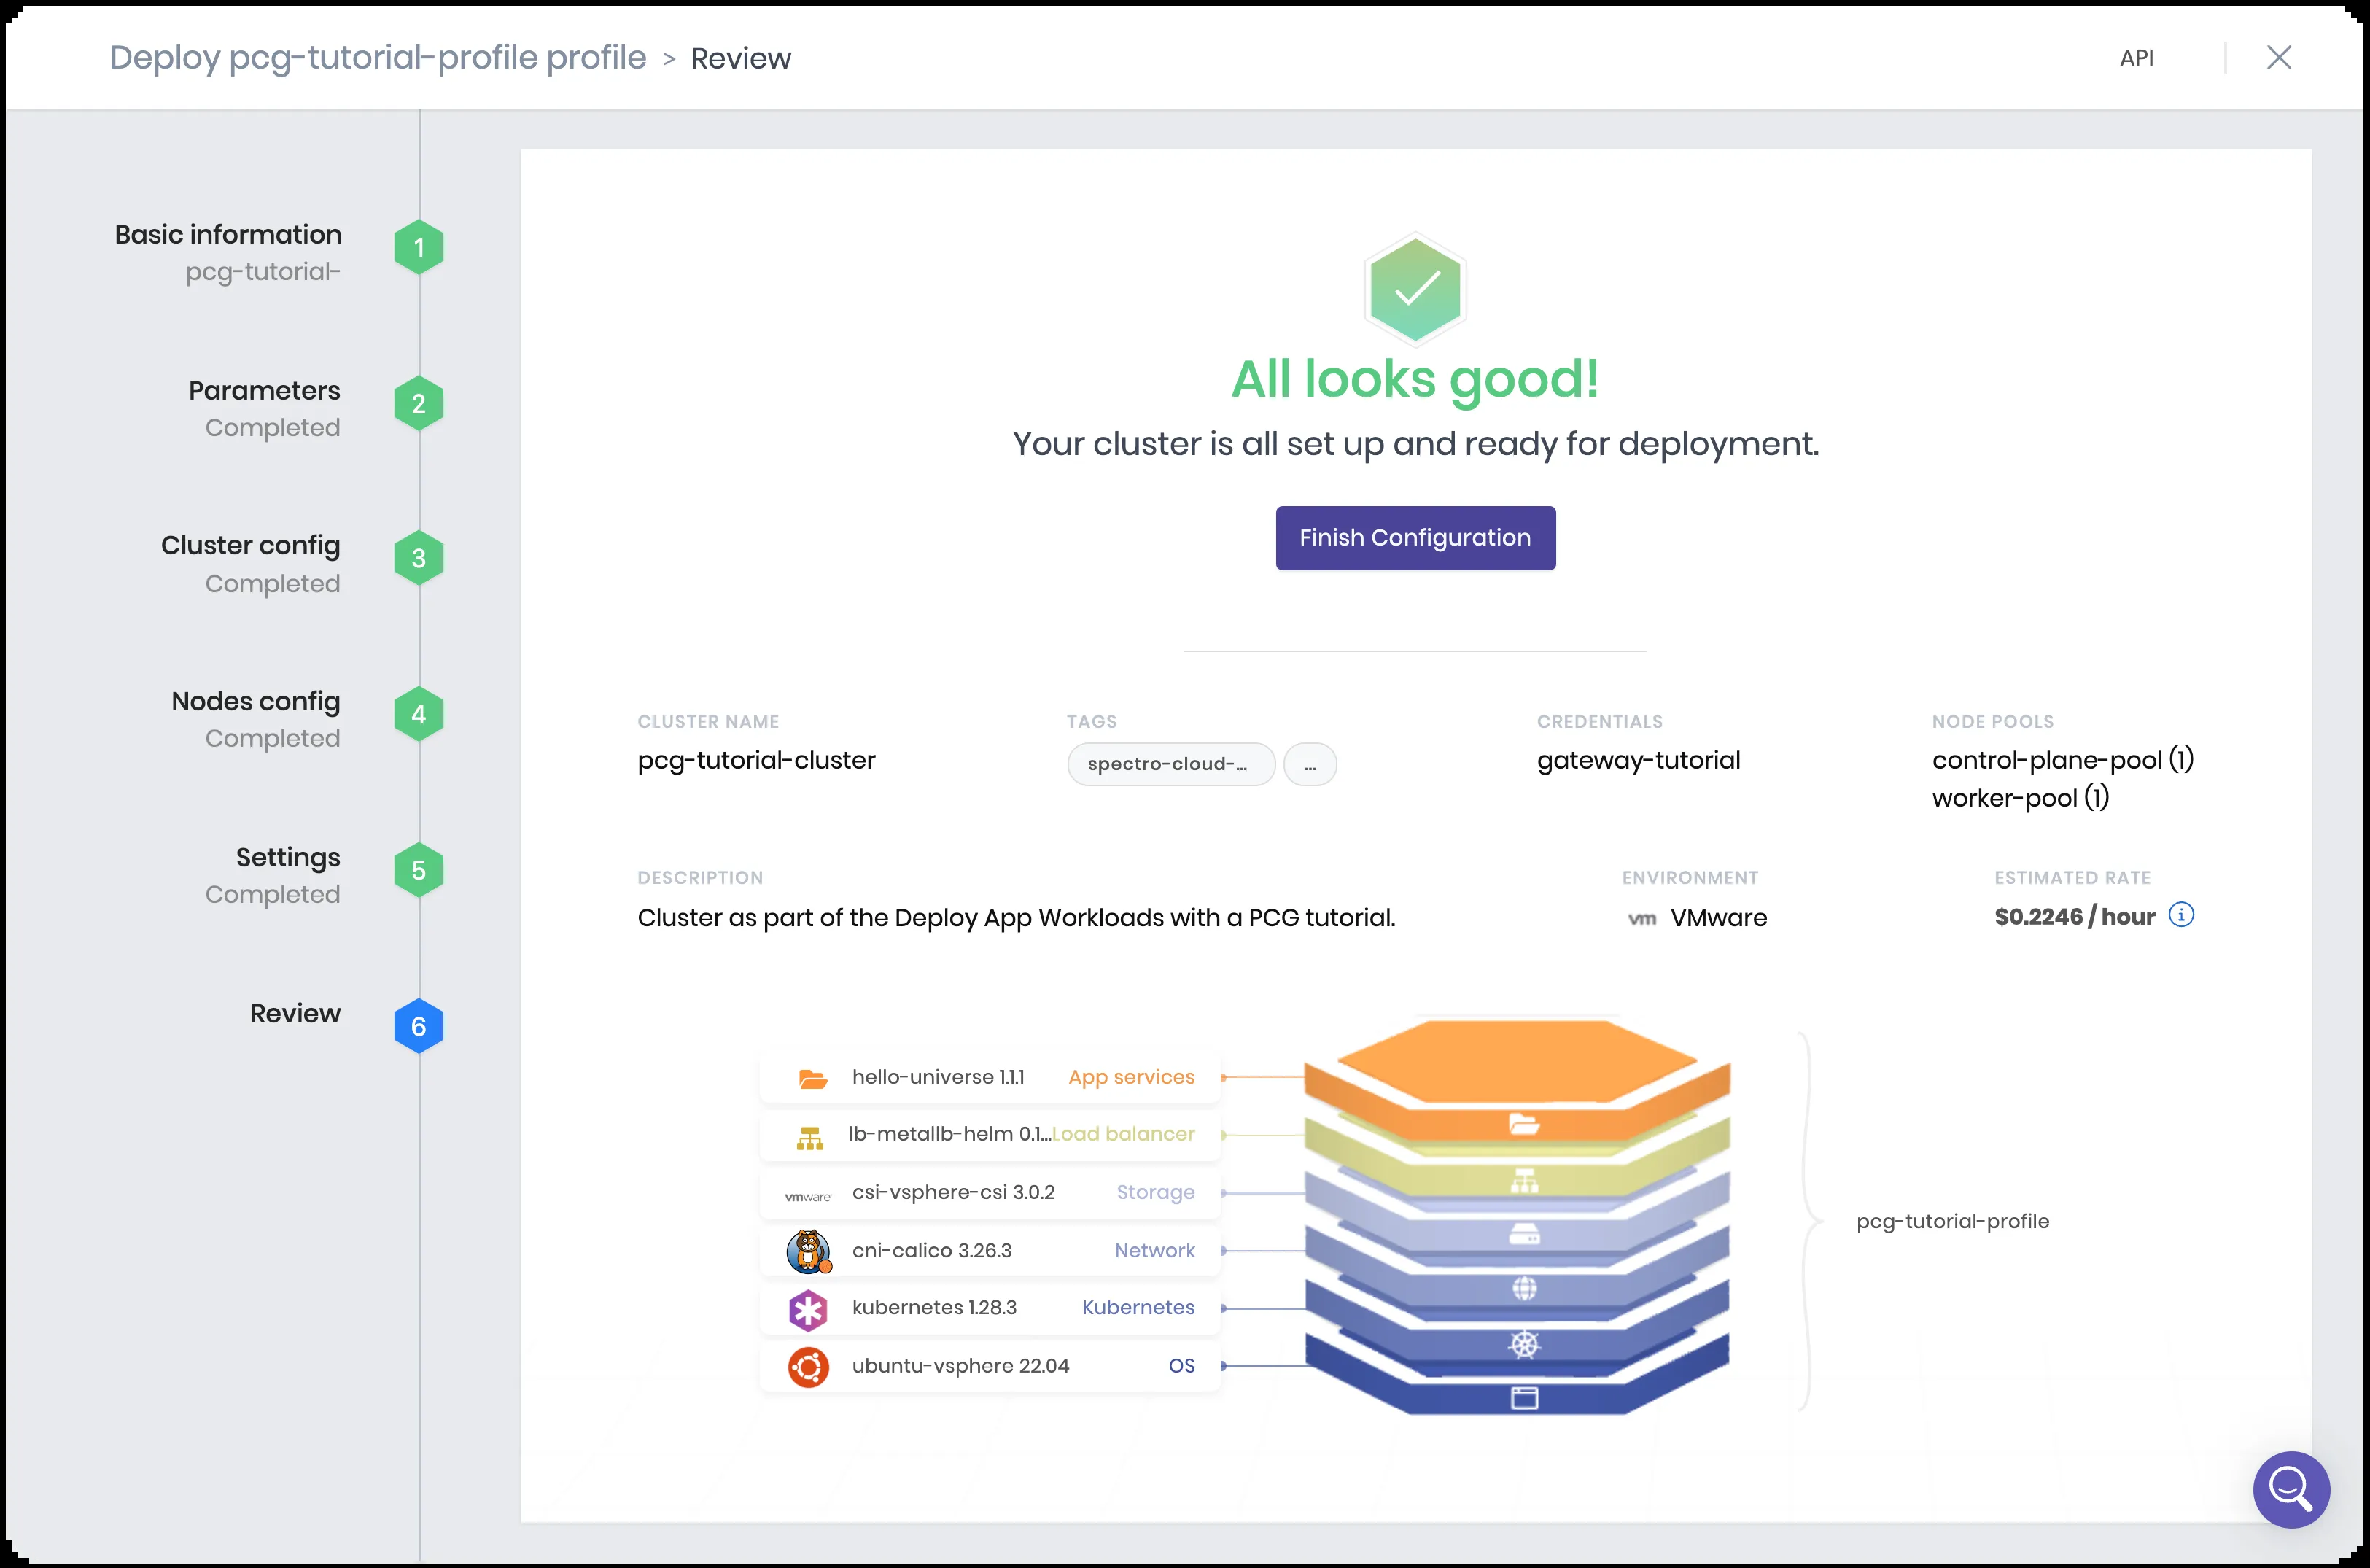 Deploy pcg-tutorial-profile profile > Review
API
Basic information
pcg-tutorial-
1
Parameters
Completed
2
Cluster config
Completed
3
Nodes config
Completed
4
Settings
Completed
5
Review
6
All looks good!
Your cluster is all set up and ready for deployment.
Finish Configuration
CLUSTER NAME
pcg-tutorial-cluster
TAGS
spectro-cloud-...
...
CREDENTIALS
gateway-tutorial
NODE POOLS
control-plane-pool (1)
worker-pool (1)
DESCRIPTION
Cluster as part of the Deploy App Workloads with a PCG tutorial.
ENVIRONMENT
vm VMware
ESTIMATED RATE
$0.2246 / hour
hello-universe 1.1.1 App services
lb-metallb-helm 0.1... Load balancer
vmware csi-vsphere-csi 3.0.2 Storage
cni-calico 3.26.3 Network
kubernetes 1.28.3 Kubernetes
ubuntu-vsphere 22.04 OS
pcg-tutorial-profile